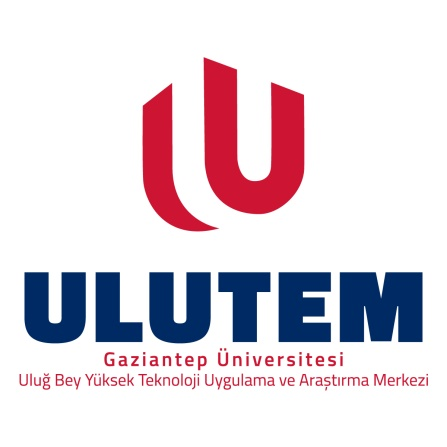 ULUTEM
Gaziantep Üniversitesi
Uluğ Bey Yüksek Teknoloji Uygulama ve Araştırma Merkezi